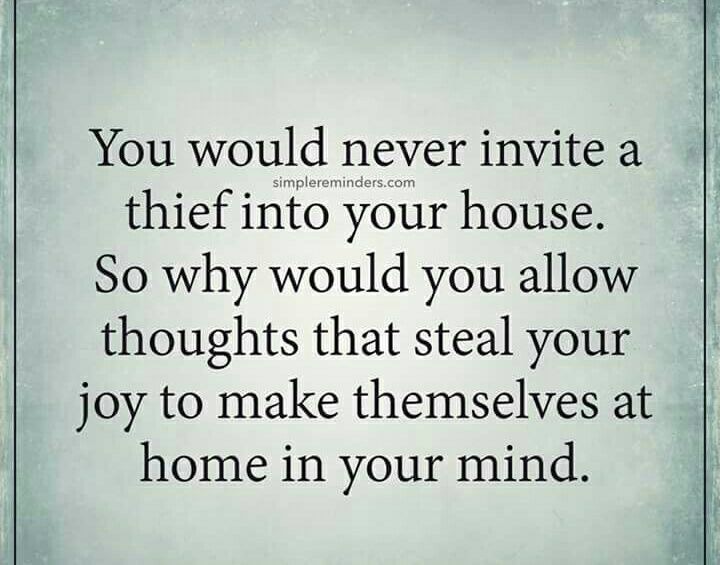 You would never invite a
simplereminders.com
thief into your house.
So why would you allow
thoughts that steal your
joy to make themselves at
home in your mind.